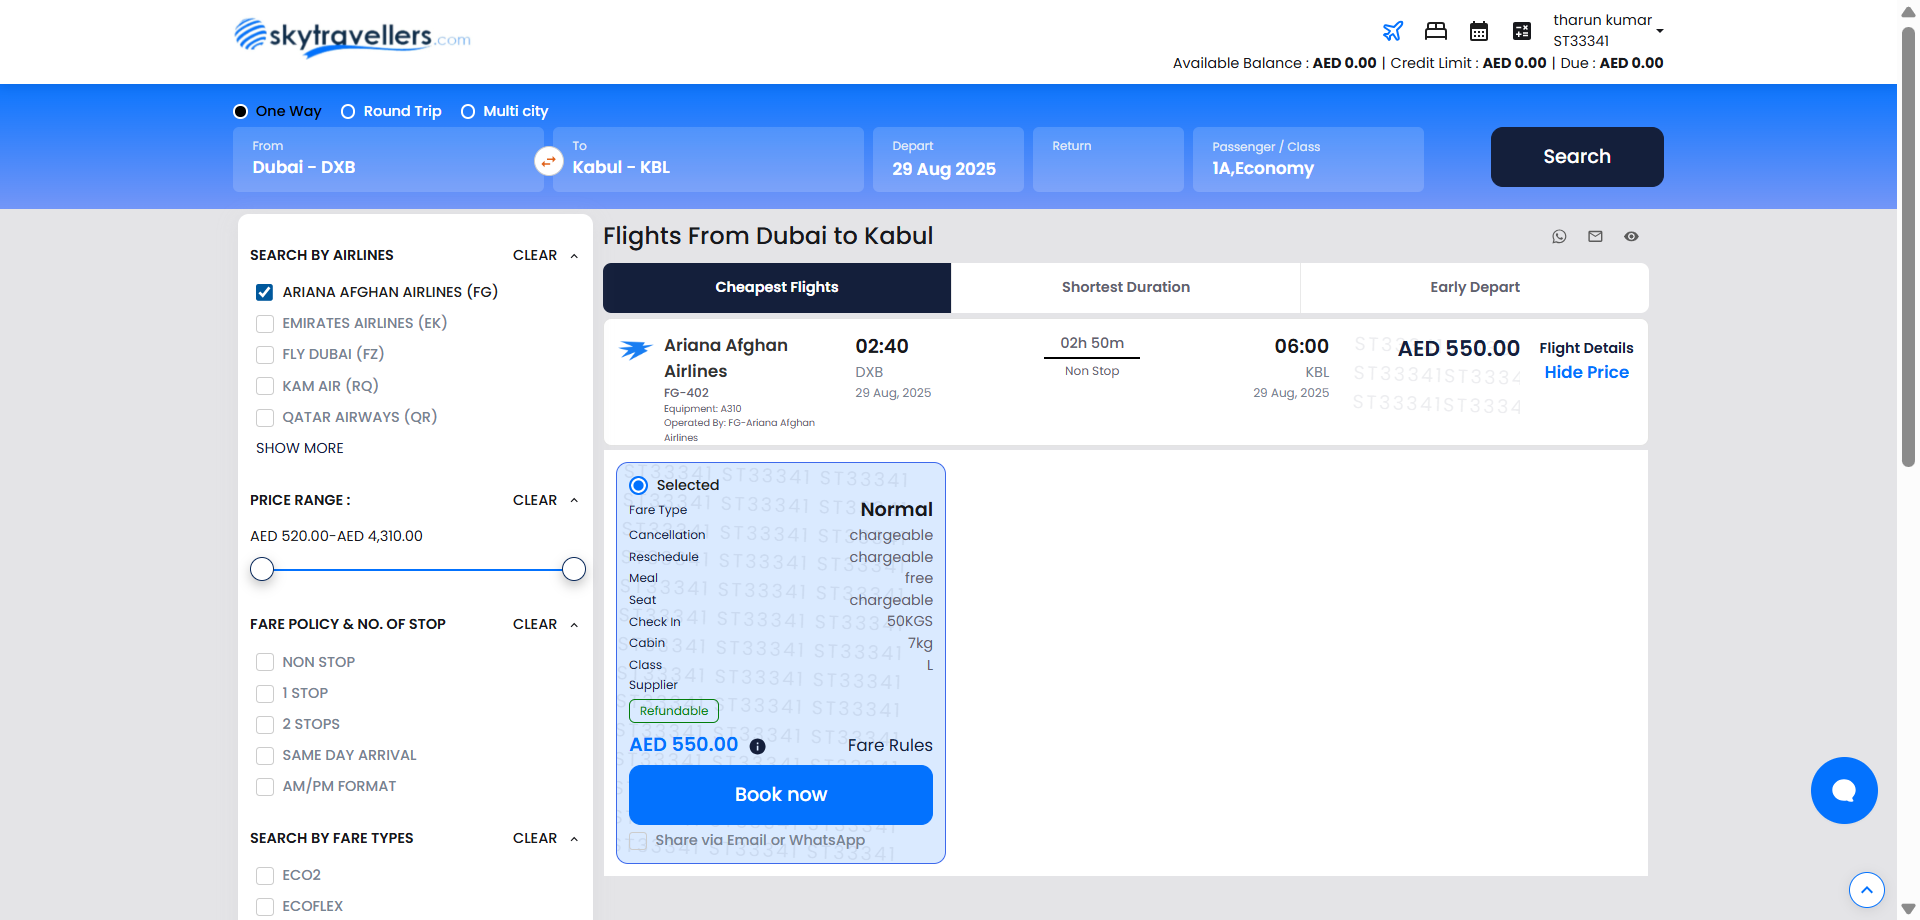 skytravellers.com
tharun kumar
ST33341
Available Balance : AED 0.00 | Credit Limit : AED 0.00 | Due : AED 0.00
One Way
Round Trip
Multi city
From
Dubai - DXB
To
Kabul - KBL
Depart
29 Aug 2025
Return
Passenger / Class
1A,Economy
Search
SEARCH BY AIRLINES
CLEAR
ARIANA AFGHAN AIRLINES (FG)
EMIRATES AIRLINES (EK)
FLY DUBAI (FZ)
KAM AIR (RQ)
QATAR AIRWAYS (QR)
SHOW MORE
PRICE RANGE :
CLEAR
AED 520.00-AED 4,310.00
FARE POLICY & NO. OF STOP
CLEAR
NON STOP
1 STOP
2 STOPS
SAME DAY ARRIVAL
AM/PM FORMAT
SEARCH BY FARE TYPES
CLEAR
ECO2
ECOFLEX
Flights From Dubai to Kabul
Cheapest Flights
Shortest Duration
Early Depart
Ariana Afghan
Airlines
FG-402
Equipment: A310
Operated By: FG-Ariana Afghan
Airlines
02:40
DXB
29 Aug, 2025
02h 50m
Non Stop
06:00
KBL
29 Aug, 2025
AED 550.00
Flight Details
Hide Price
Selected
Fare Type Normal
Cancellation chargeable
Reschedule chargeable
Meal free
Seat chargeable
Check In 50KGS
Cabin 7kg
Class L
Supplier
Refundable
AED 550.00
Fare Rules
Book now
Share via Email or WhatsApp